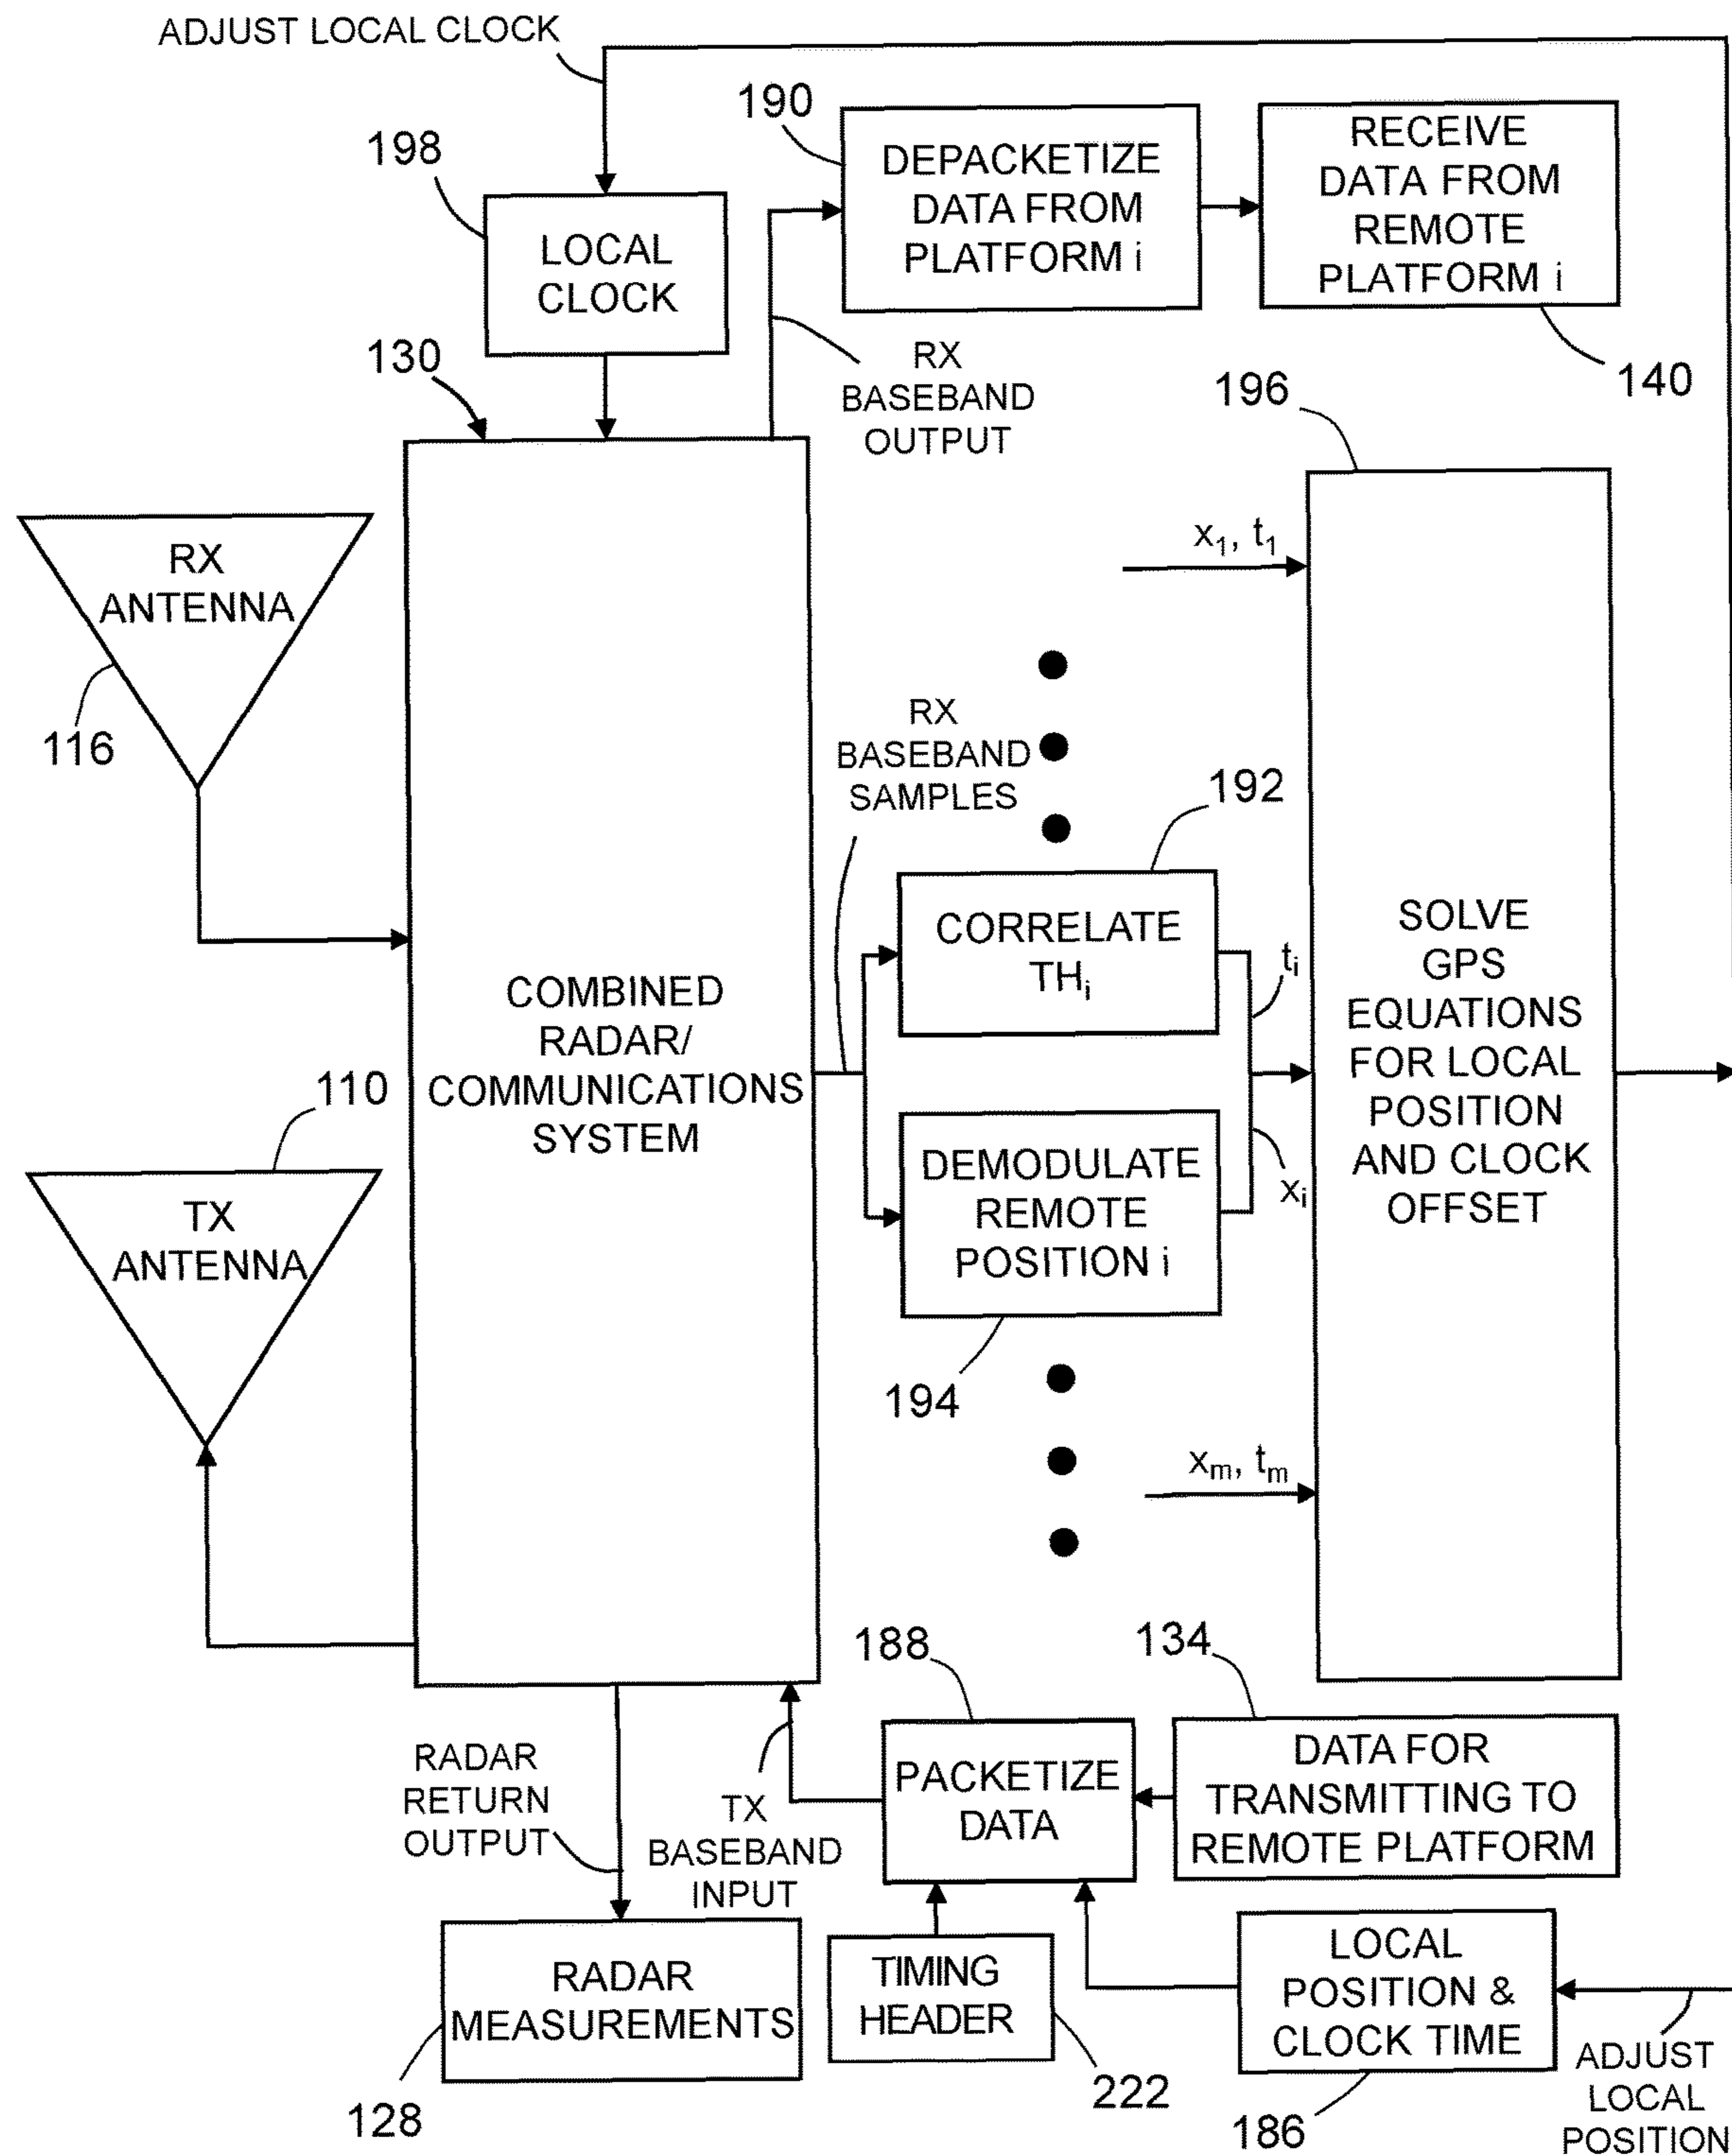 ADJUST LOCAL CLOCK
198
LOCAL
CLOCK
190
DEPACKETIZE
DATA FROM
PLATFORM i
RECEIVE
DATA FROM
REMOTE
PLATFORM i
140
130
RX
BASEBAND
OUTPUT
196
RX
ANTENNA
116
x1, t1
RX
BASEBAND
SAMPLES
192
CORRELATE
THi
ti
COMBINED
RADAR/
COMMUNICATIONS
SYSTEM
SOLVE
GPS
EQUATIONS
FOR LOCAL
POSITION
AND CLOCK
OFFSET
110
TX
ANTENNA
DEMODULATE
REMOTE
POSITION i
xi
194
xm, tm
188
134
PACKETIZE
DATA
DATA FOR
TRANSMITTING TO
REMOTE PLATFORM
RADAR
RETURN
OUTPUT
TX
BASEBAND
INPUT
RADAR
MEASUREMENTS
128
TIMING
HEADER
222
LOCAL
POSITION &
CLOCK TIME
186
ADJUST
LOCAL
POSITION